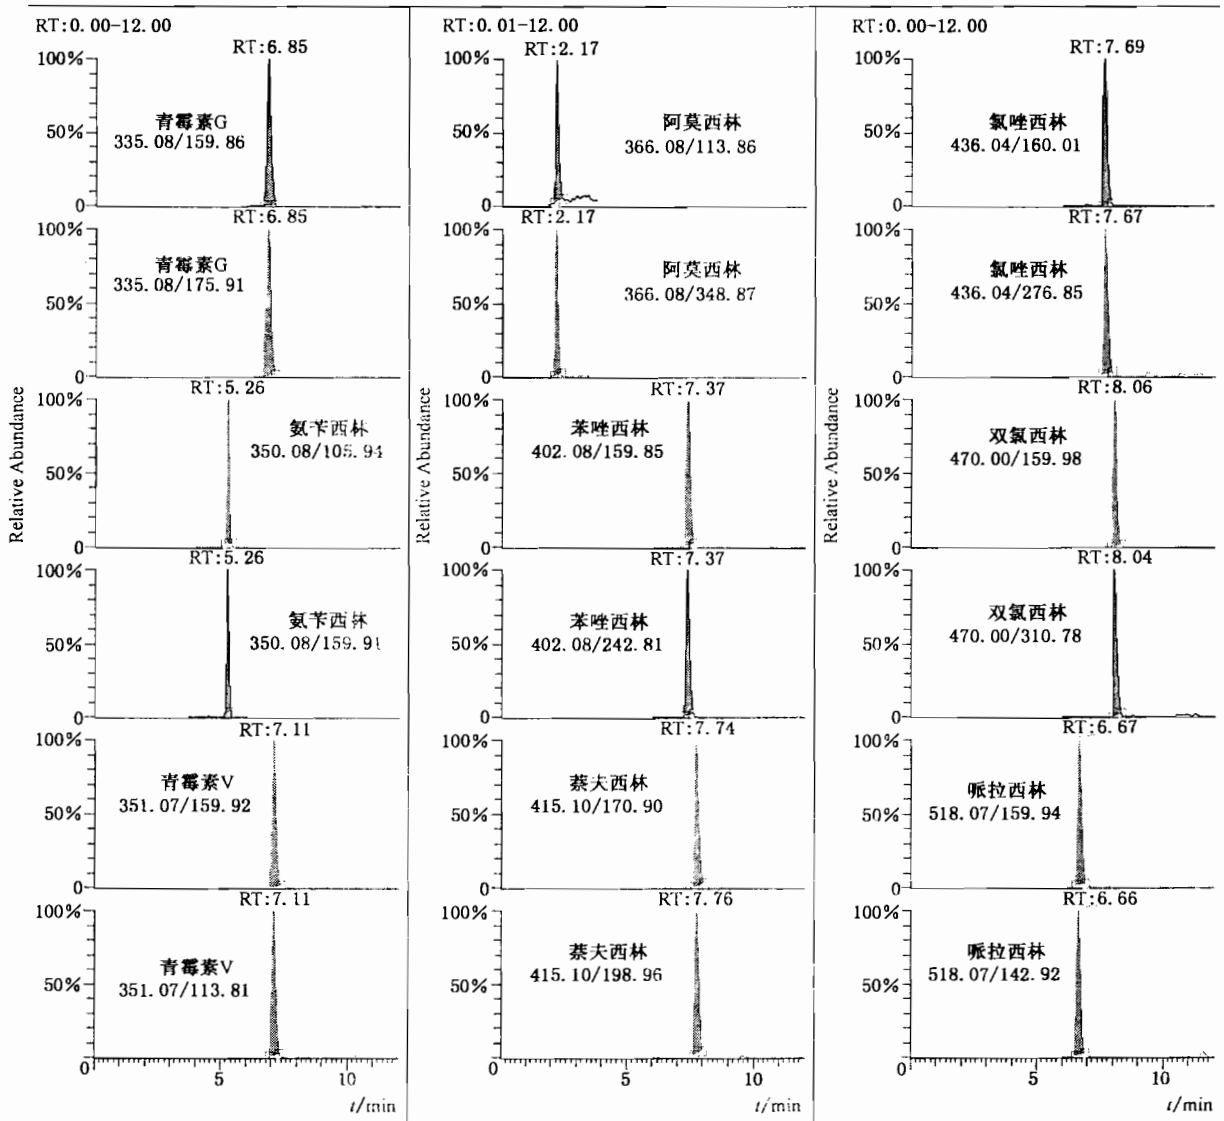 RT:0.00-12.00
RT:6.85
100%
青霉素G
335.08/159.86
50%
0
RT:6.85
100%
青霉素G
335.08/175.91
50%
0
RT:5.26
100%
氨苄西林
350.08/105.94
50%
0
RT:5.26
100%
氨苄西林
350.08/159.91
50%
0
RT:7.11
100%
青霉素V
351.07/159.92
50%
0
RT:7.11
100%
青霉素V
351.07/113.81
50%
0
5
10
t/min
Relative Abundance
RT:0.01-12.00
RT:2.17
100%
阿莫西林
366.08/113.86
50%
0
RT:2.17
100%
阿莫西林
366.08/348.87
50%
0
RT:7.37
100%
苯唑西林
402.08/159.85
50%
0
RT:7.37
100%
苯唑西林
402.08/242.81
50%
0
RT:7.74
100%
萘夫西林
415.10/170.90
50%
0
RT:7.76
100%
萘夫西林
415.10/198.96
50%
0
5
10
t/min
Relative Abundance
RT:0.00-12.00
RT:7.69
100%
氯唑西林
436.04/160.01
50%
0
RT:7.67
100%
氯唑西林
436.04/276.85
50%
0
RT:8.06
100%
双氯西林
470.00/159.98
50%
0
RT:8.04
100%
双氯西林
470.00/310.78
50%
0
RT:6.67
100%
哌拉西林
518.07/159.94
50%
0
RT:6.66
100%
哌拉西林
518.07/142.92
50%
0
5
10
t/min
Relative Abundance